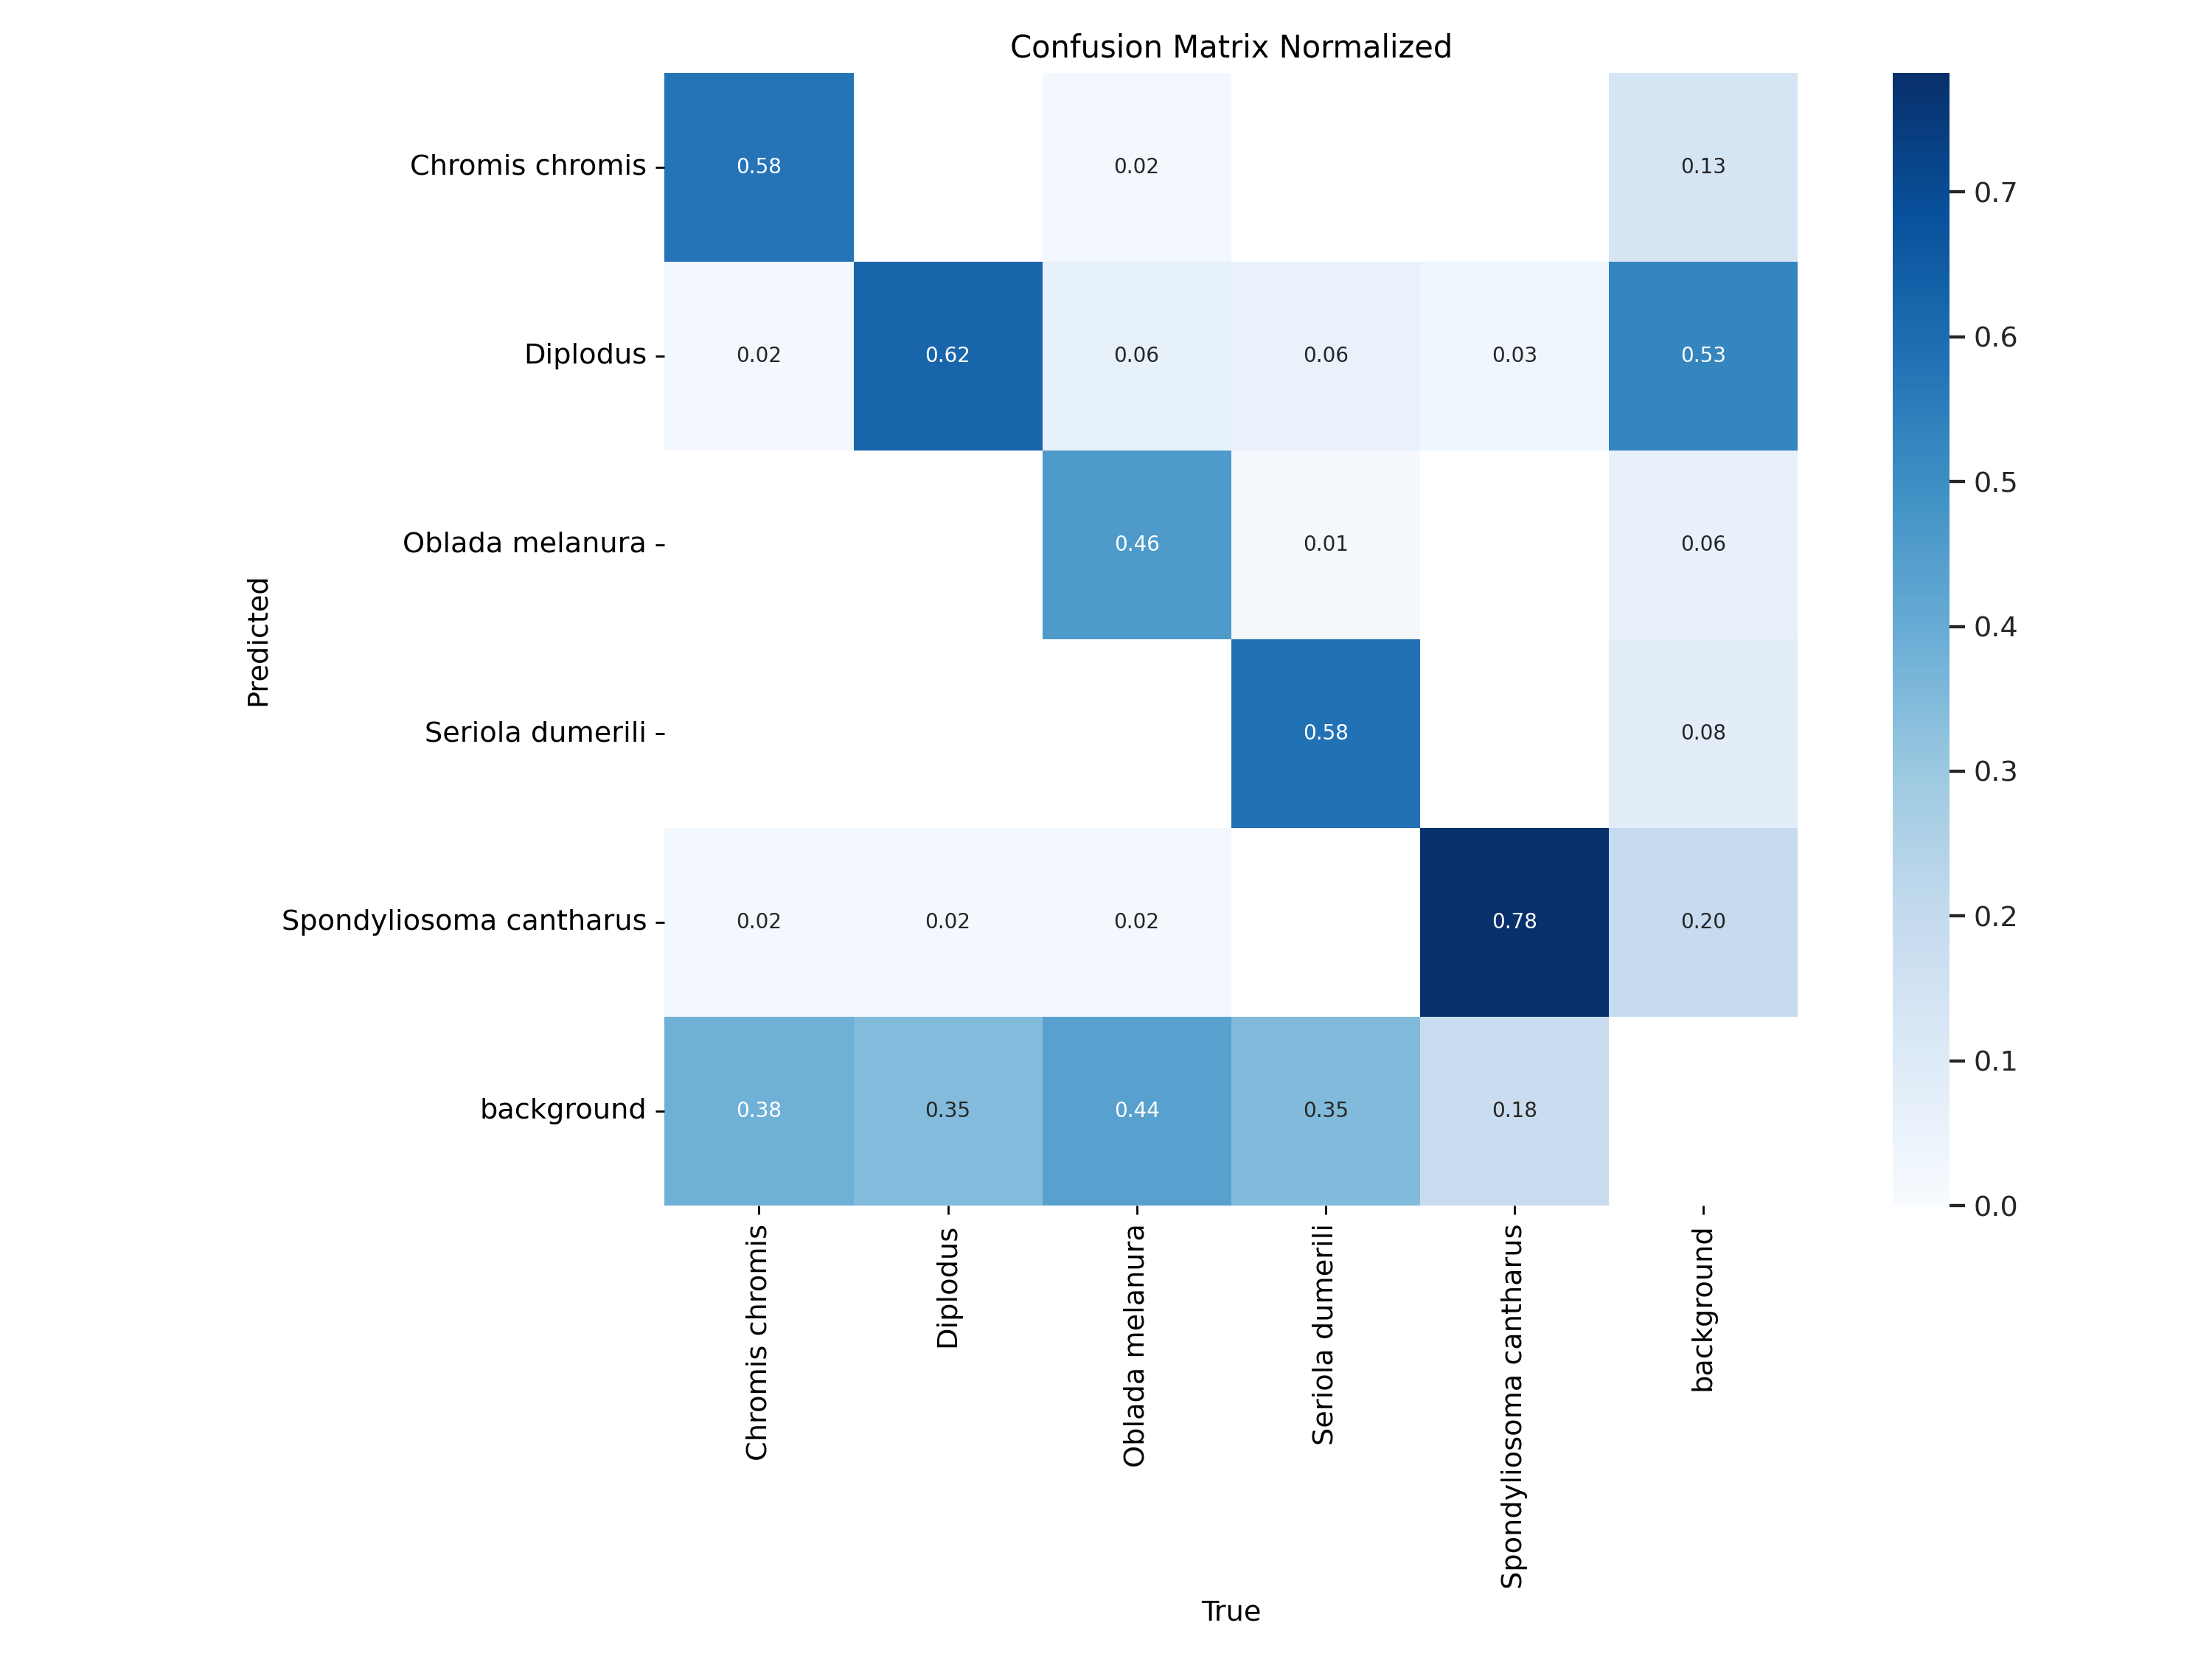 Confusion Matrix Normalized
Chromis chromis
0.58
0.02
0.13
Diplodus
0.02
0.62
0.06
0.06
0.03
0.53
Oblada melanura
0.46
0.01
0.06
Seriola dumerili
0.58
0.08
Spondyliosoma cantharus
0.02
0.02
0.02
0.78
0.20
background
0.38
0.35
0.44
0.35
0.18
Predicted
Chromis chromis
Diplodus
Oblada melanura
Seriola dumerili
Spondyliosoma cantharus
background
True
0.7
0.6
0.5
0.4
0.3
0.2
0.1
0.0